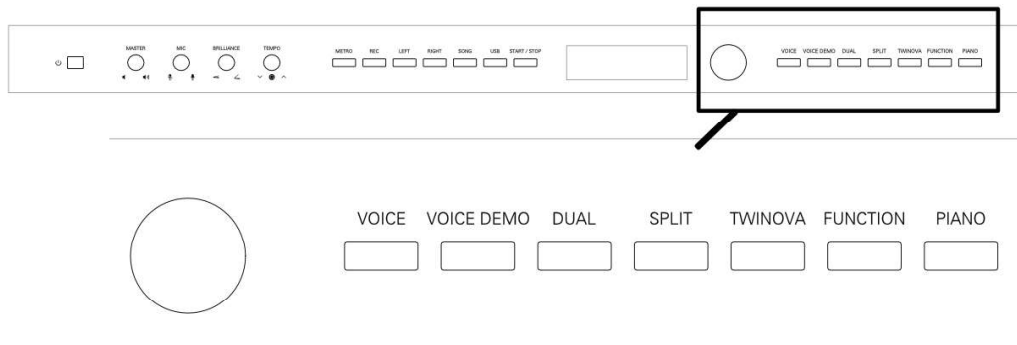 MASTER MIC BRILLIANCE TEMPO METRO REC LEFT RIGHT SONG USB START / STOP VOICE VOICE DEMO DUAL SPLIT TWINOVA FUNCTION PIANO
VOICE VOICE DEMO DUAL SPLIT TWINOVA FUNCTION PIANO